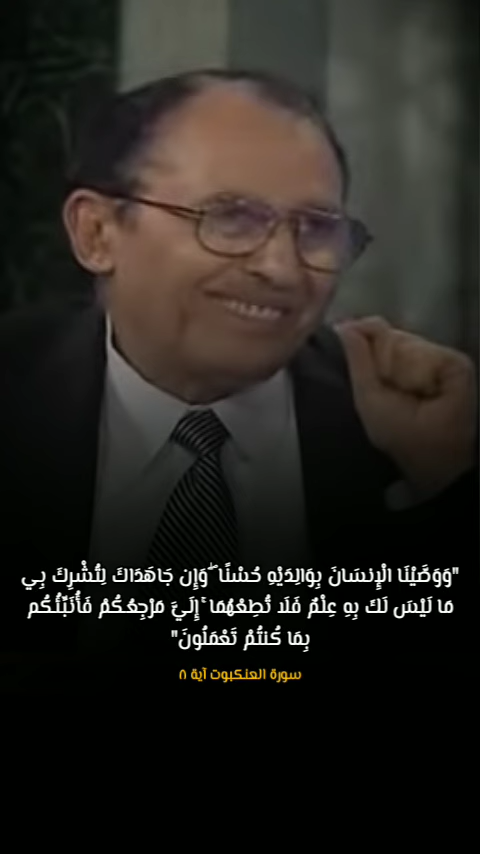 "وَوَصَّيْنَا الْإِنسَانَ بِوَالِدَيْهِ حُسْنًا ۖ وَإِن جَاهَدَاكَ لِتُشْرِكَ بِي
مَا لَيْسَ لَكَ بِهِ عِلْمٌ فَلَا تُطِعْهُمَا ۚ إِلَيَّ مَرْجِعُكُمْ فَأُنَبِّئُكُم
بِمَا كُنتُمْ تَعْمَلُونَ"
سورة العنكبوت آية ٨